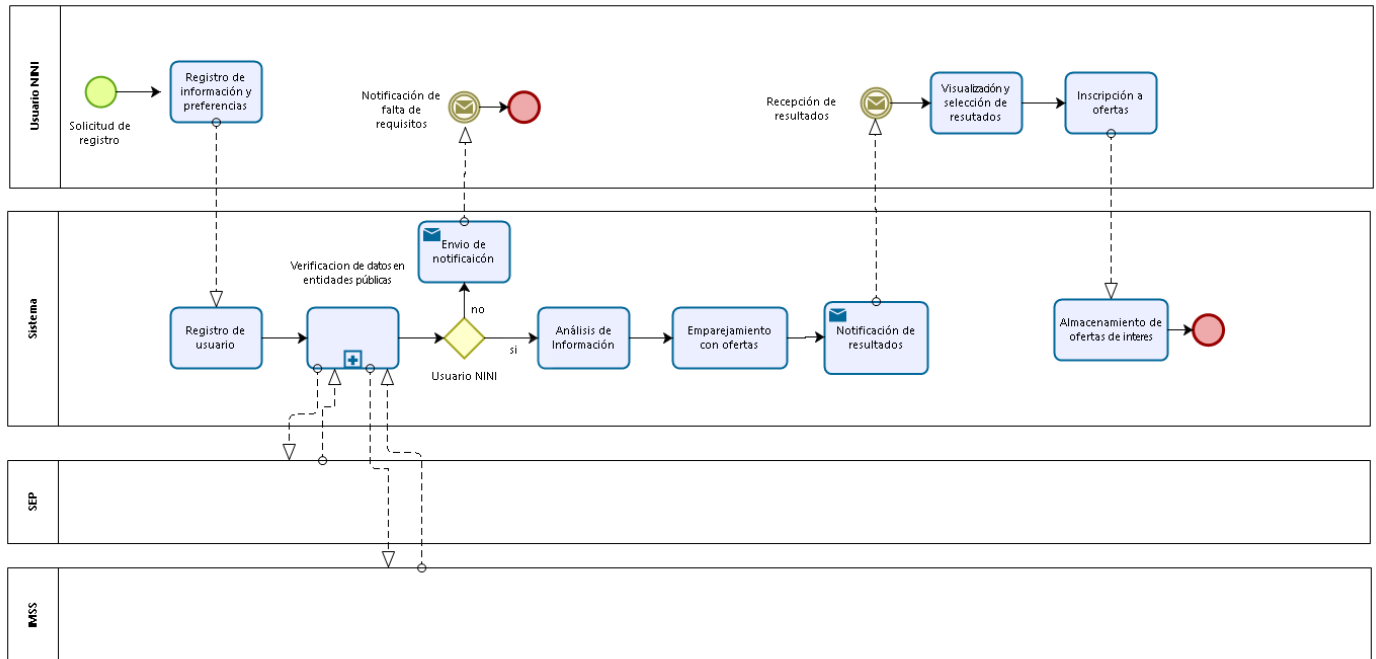 Usuario NINI
Solicitud de
registro
Registro de
información y
preferencias
Notificación de
falta de
requisitos
Recepción de
resultados
Visualización y
selección de
resutados
Inscripción a
ofertas
Sistema
Registro de
usuario
Verificacion de datos en
entidades públicas
Envio de
notificaicón
no
si
Usuario NINI
Análisis de
Información
Emparejamiento
con ofertas
Notificación de
resultados
Almacenamiento de
ofertas de interes
SEP
IMSS